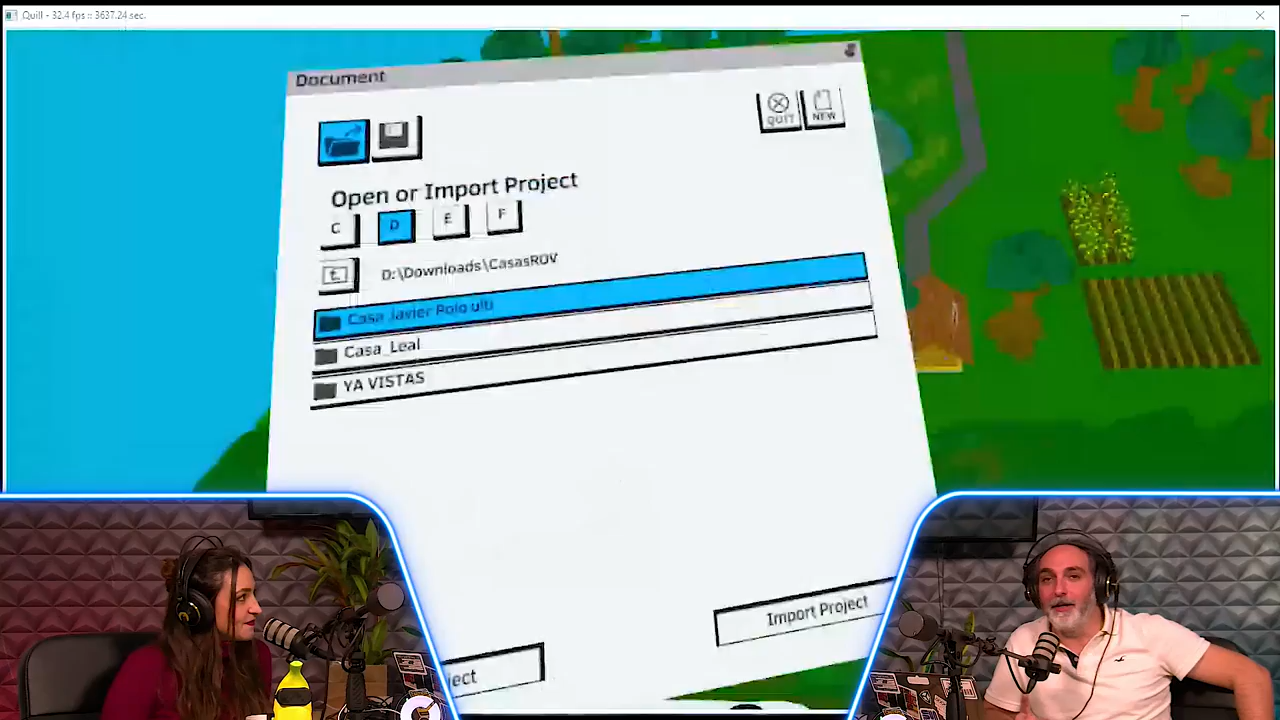 Quill - 32.4 fps :: 3637.24 sec.
Document
QUIT NEW
Open or Import Project
C D E F
D:\Downloads\CasasROV
Casa Javier Polo ulti
Casa_Leal
YA VISTAS
Import Project
ject